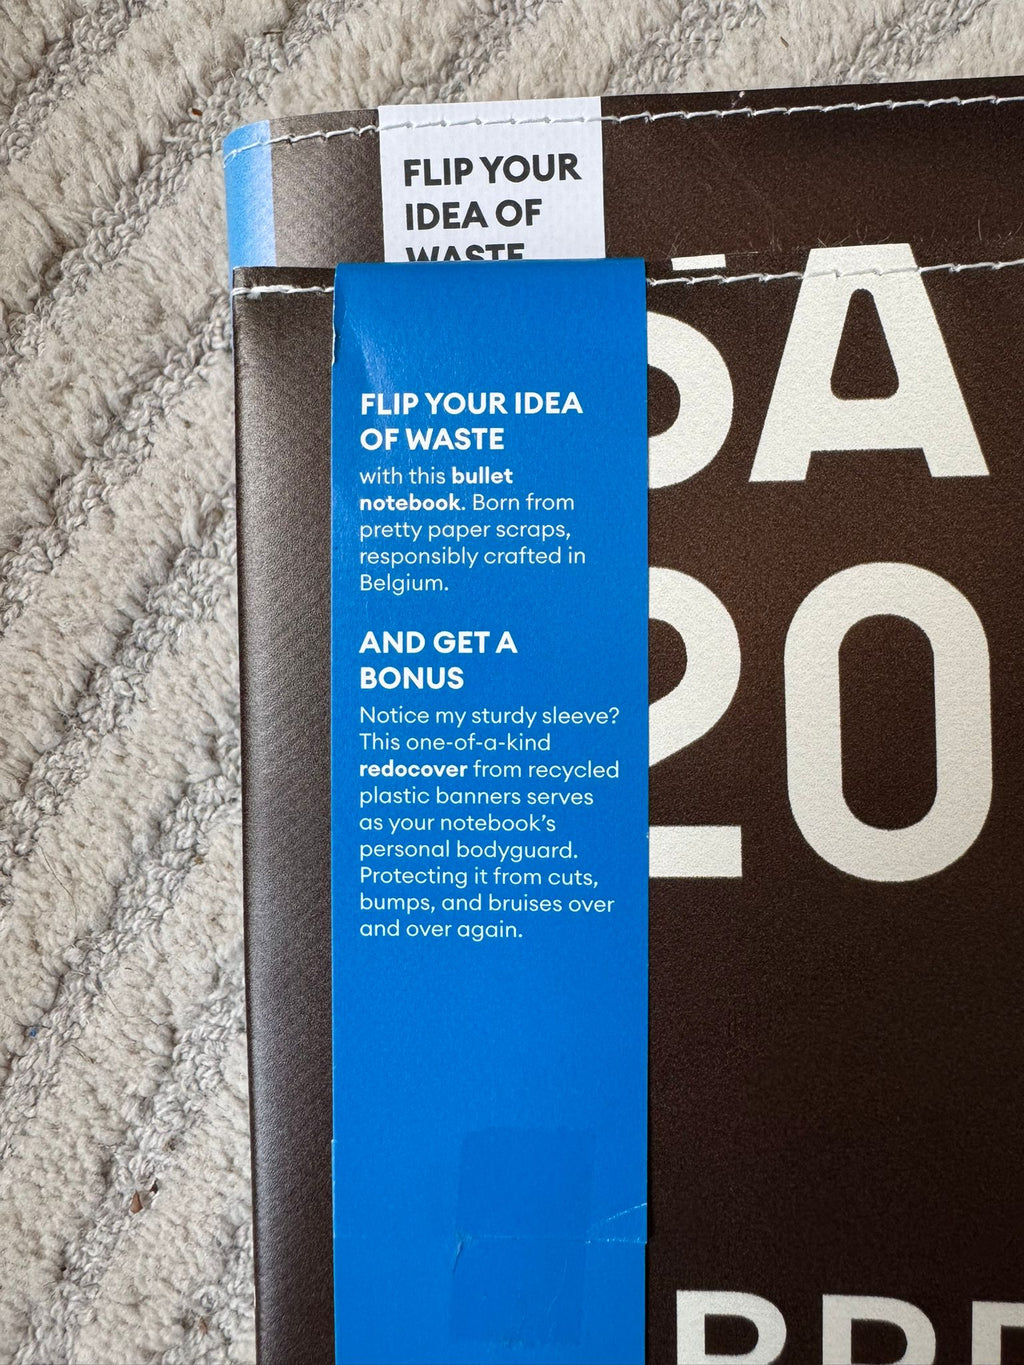 FLIP YOUR
IDEA OF
WASTE
FLIP YOUR IDEA
OF WASTE
with this bullet
notebook. Born from
pretty paper scraps,
responsibly crafted in
Belgium.
AND GET A
BONUS
Notice my sturdy sleeve?
This one-of-a-kind
redocover from recycled
plastic banners serves
as your notebook's
personal bodyguard.
Protecting it from cuts,
bumps, and bruises over
and over again.
20